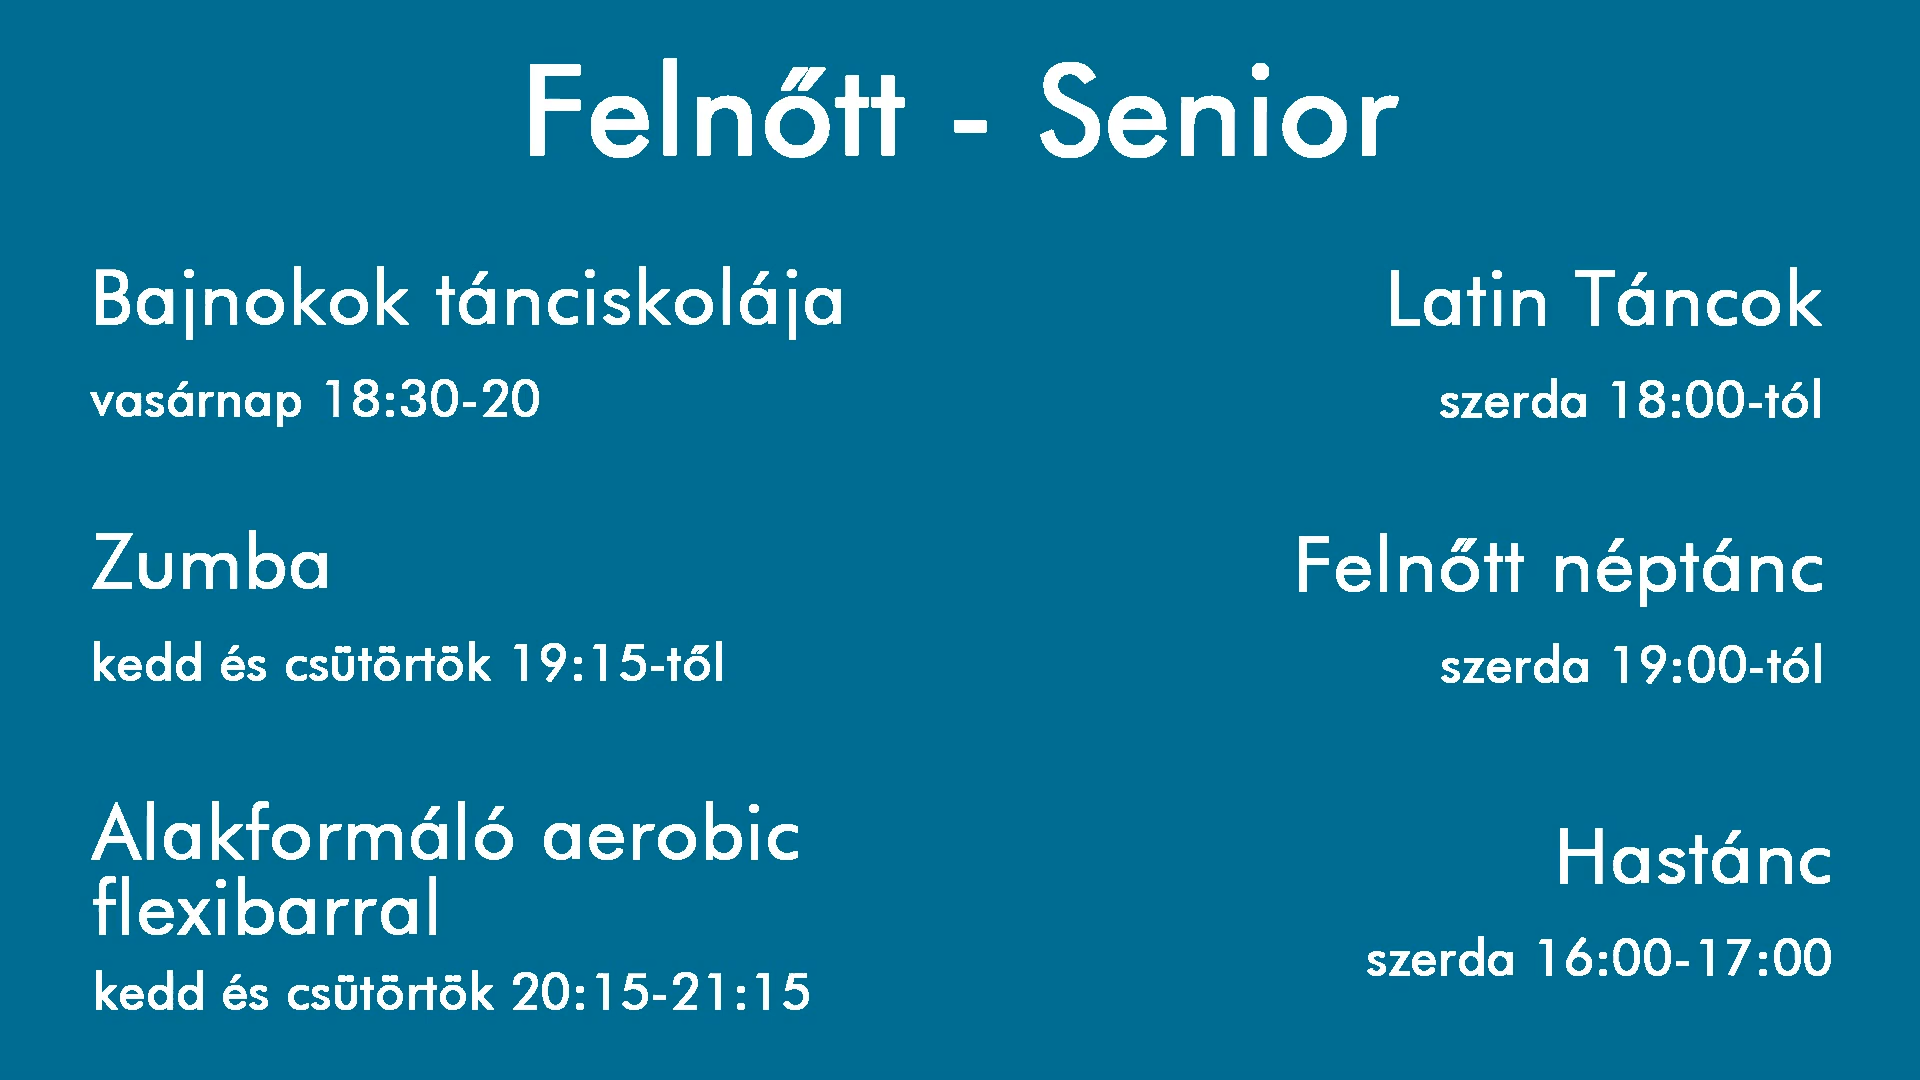 Felnőtt - Senior
Bajnokok tánciskolája
vasárnap 18:30-20
Zumba
kedd és csütörtök 19:15-től
Alakformáló aerobic
flexibarral
kedd és csütörtök 20:15-21:15
Latin Táncok
szerda 18:00-tól
Felnőtt néptánc
szerda 19:00-tól
Hastánc
szerda 16:00-17:00